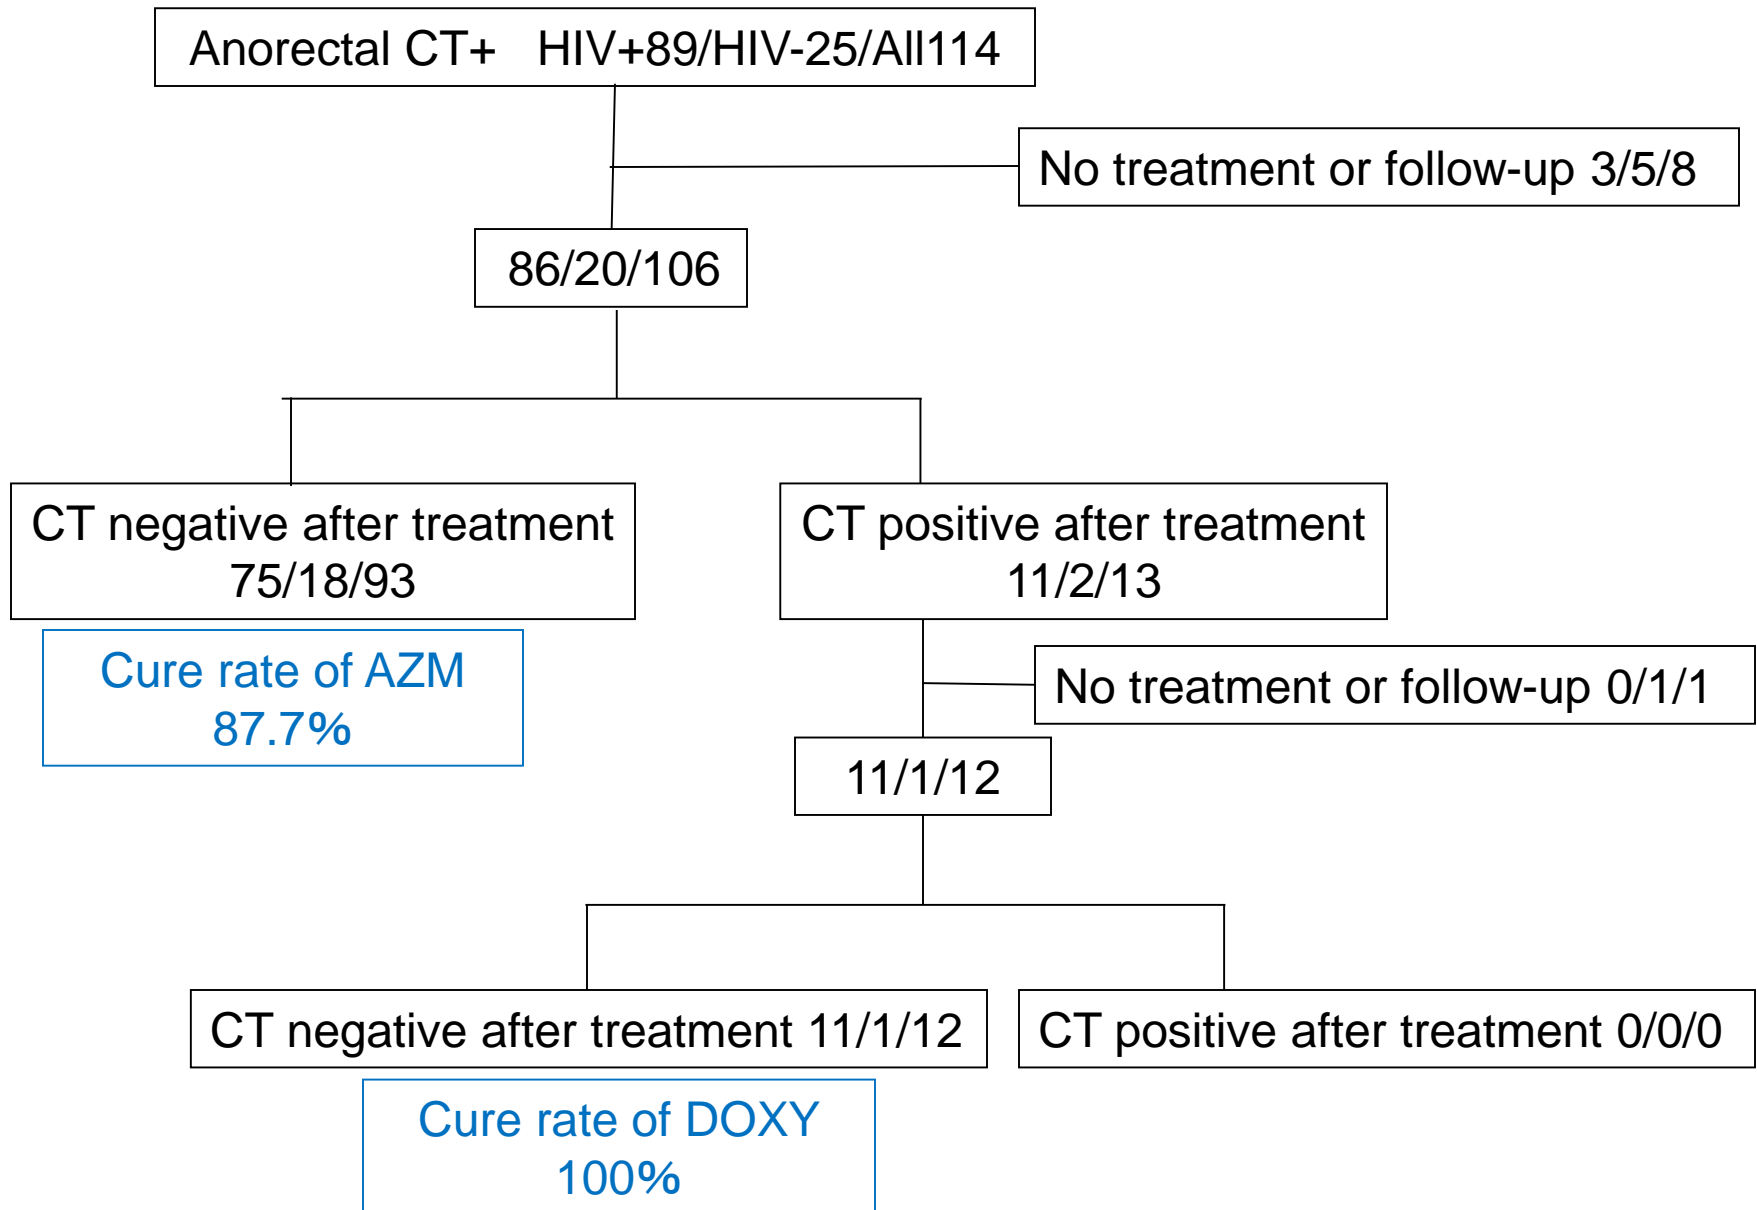 Anorectal CT+ HIV+89/HIV-25/All114
No treatment or follow-up 3/5/8
86/20/106
CT negative after treatment
75/18/93
CT positive after treatment
11/2/13
Cure rate of AZM
87.7%
No treatment or follow-up 0/1/1
11/1/12
CT negative after treatment 11/1/12
CT positive after treatment 0/0/0
Cure rate of DOXY
100%